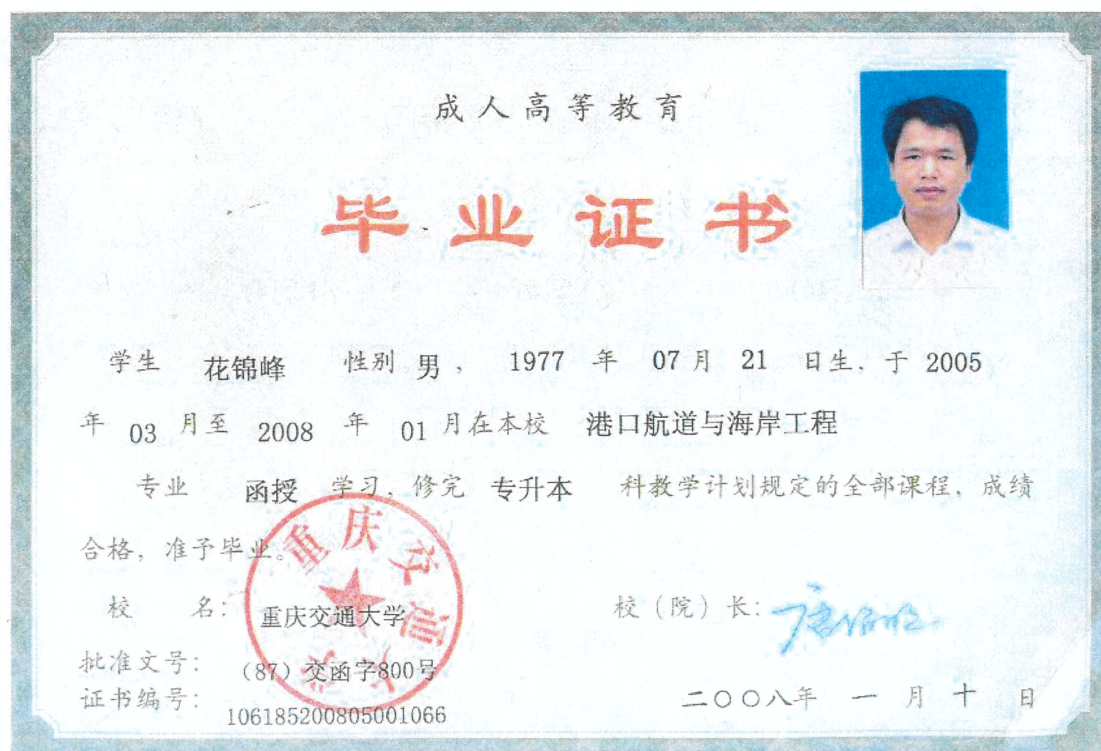 成人高等教育
毕业证书
学生 花锦峰 性别 男， 1977 年 07 月 21 日生，于 2005
年 03 月至 2008 年 01 月在本校 港口航道与海岸工程
专业 函授 学习，修完 专升本 科教学计划规定的全部课程，成绩
合格，准予毕业。
重庆交通大学
校 名： 重庆交通大学 校（院）长：
批准文号： （87）交函字800号
证书编号： 106185200805001066
二〇〇八年 一 月 十 日